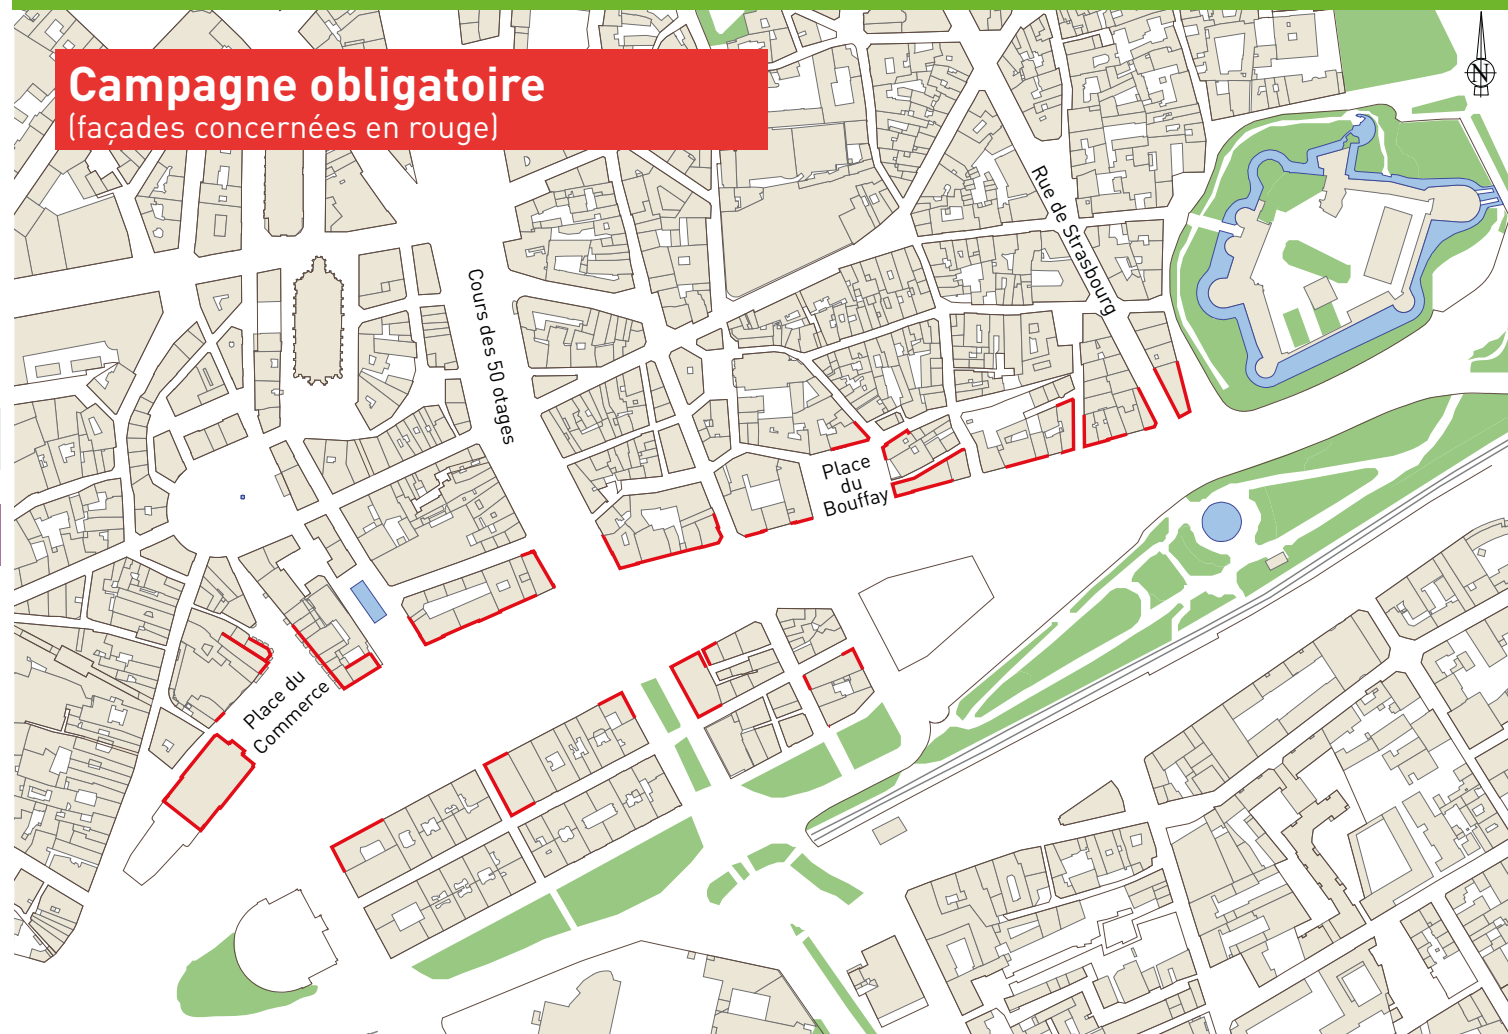 Campagne obligatoire
(façades concernées en rouge)
N
Rue de Strasbourg
Cours des 50 otages
Place
du
Bouffay
Place du
Commerce